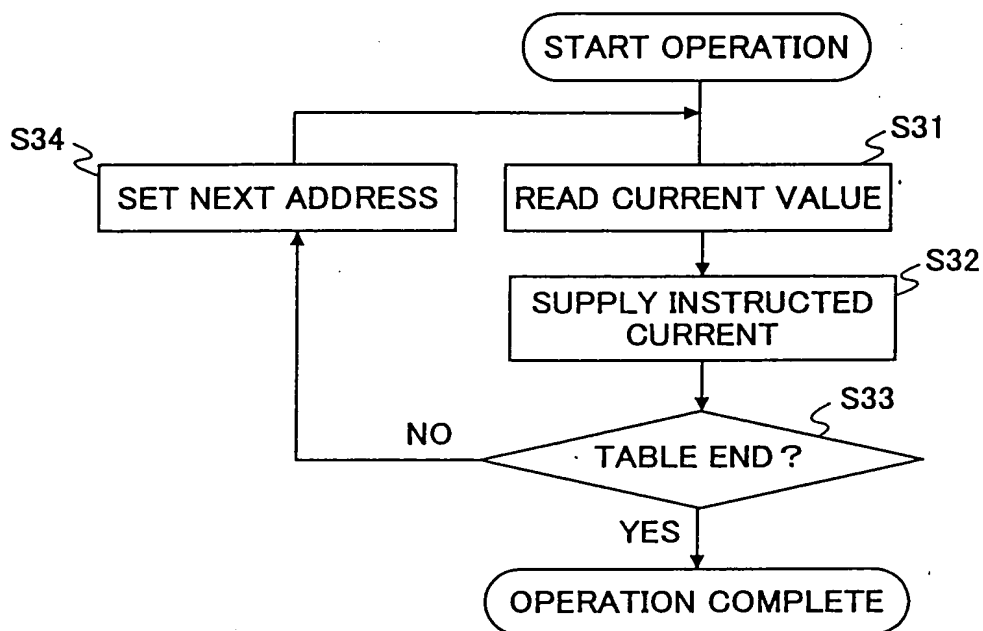 START OPERATION
S34
S31
SET NEXT ADDRESS
READ CURRENT VALUE
S32
SUPPLY INSTRUCTED
CURRENT
S33
NO
TABLE END?
YES
OPERATION COMPLETE